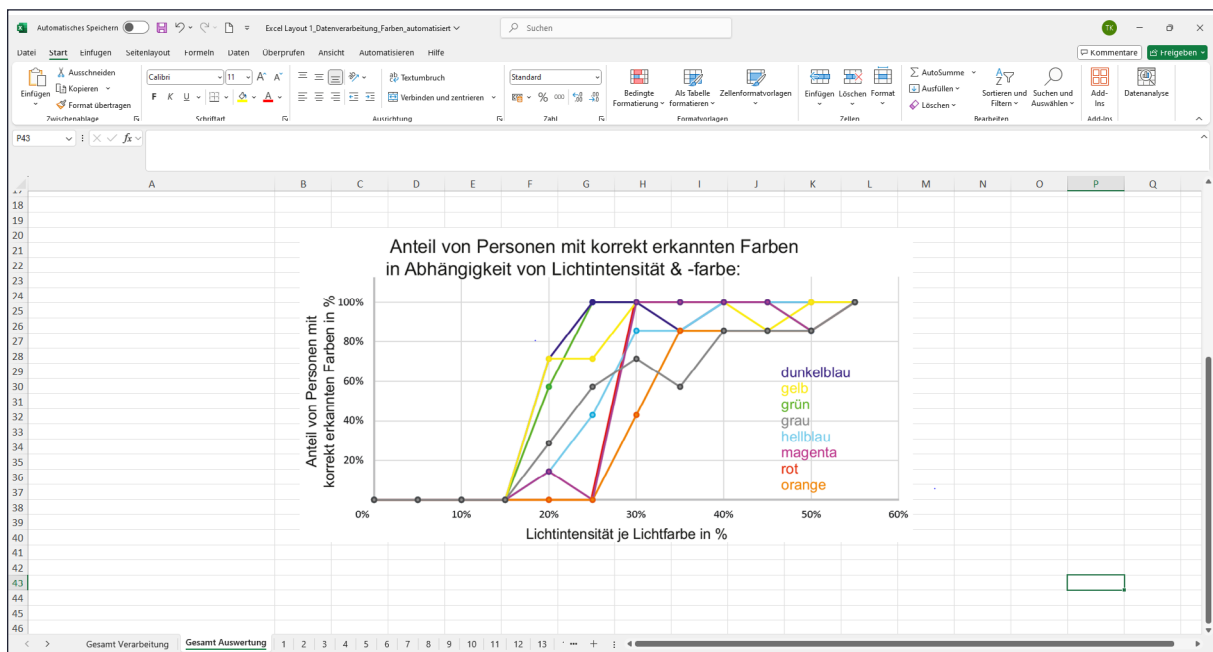 Automatisches Speichern
Excel Layout 1_Datenverarbeitung_Farben_automatisiert
Suchen
TK
Datei Start Einfügen Seitenlayout Formeln Daten Überprüfen Ansicht Automatisieren Hilfe
Kommentare
Freigeben
Einfügen
Ausschneiden
Kopieren
Format übertragen
Zwischenablage
Calibri 11
F K U
Schriftart
Textumbruch
Verbinden und zentrieren
Ausrichtung
Standard
% 000
Zahl
Bedingte Formatierung
Als Tabelle formatieren
Zellenformatvorlagen
Formatvorlagen
Einfügen Löschen Format
Zellen
AutoSumme
Ausfüllen
Löschen
Sortieren und Filtern
Suchen und Auswählen
Bearbeiten
Add-Ins
Add-Ins
Datenanalyse
P43
fx
A B C D E F G H I J K L M N O P Q
17
18
19
20
21
22
23
24
25
26
27
28
29
30
31
32
33
34
35
36
37
38
39
40
41
42
43
44
45
46
Anteil von Personen mit korrekt erkannten Farben
in Abhängigkeit von Lichtintensität & -farbe:
Anteil von Personen mit
korrekt erkannten Farben in %
100%
80%
60%
40%
20%
dunkelblau
gelb
grün
grau
hellblau
magenta
rot
orange
0% 10% 20% 30% 40% 50% 60%
Lichtintensität je Lichtfarbe in %
Gesamt Verarbeitung Gesamt Auswertung 1 2 3 4 5 6 7 8 9 10 11 12 13